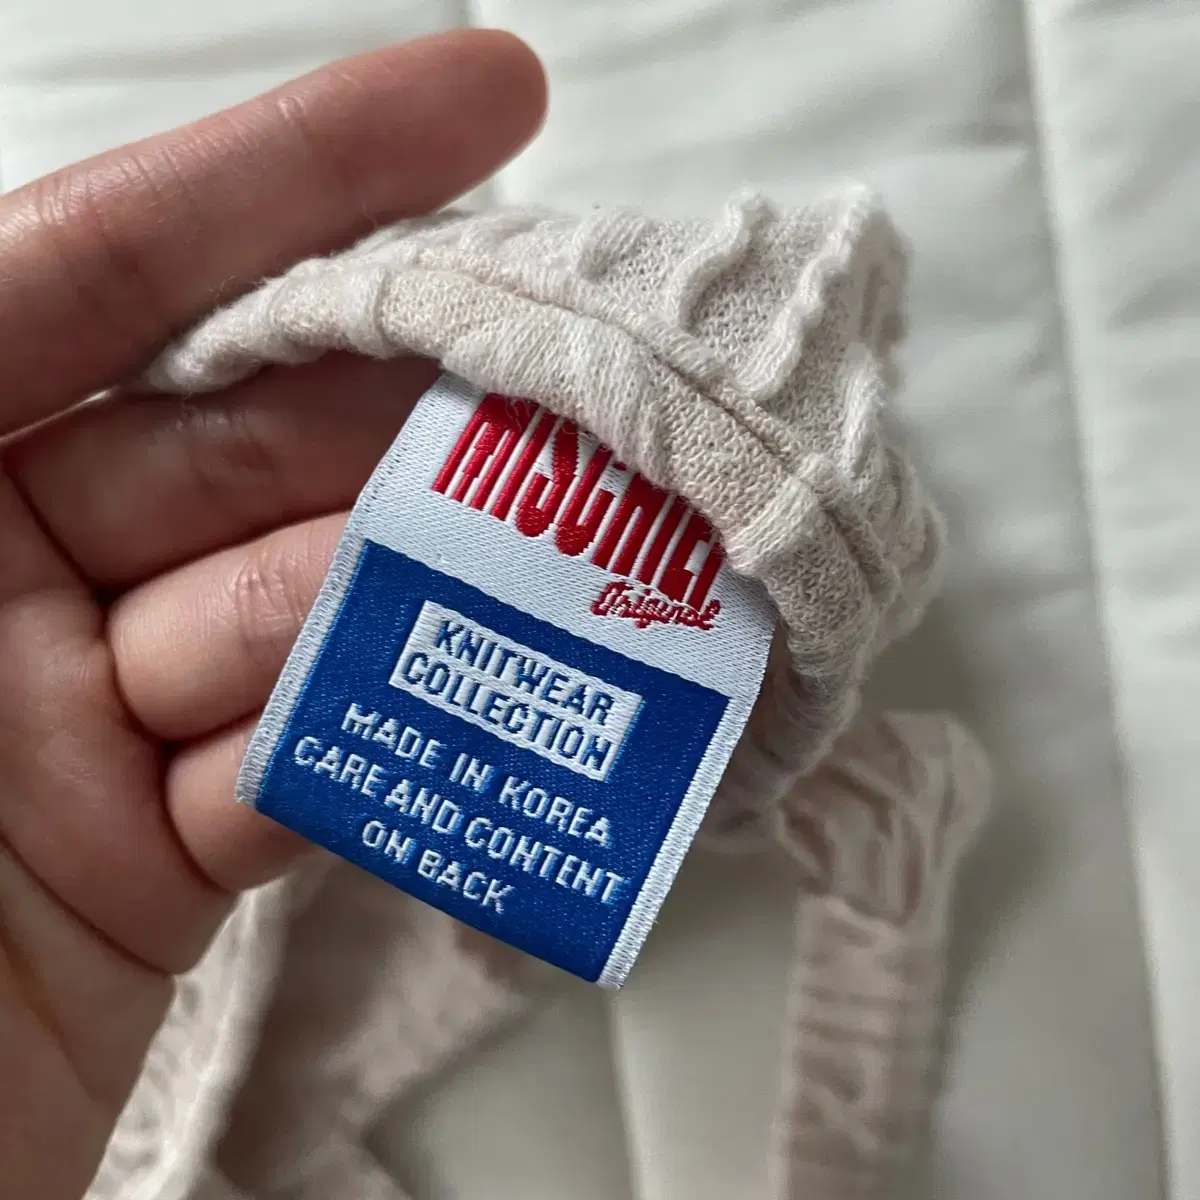 MISCHIEF
Original
KNITWEAR
COLLECTION
MADE IN KOREA
CARE AND CONTENT
ON BACK